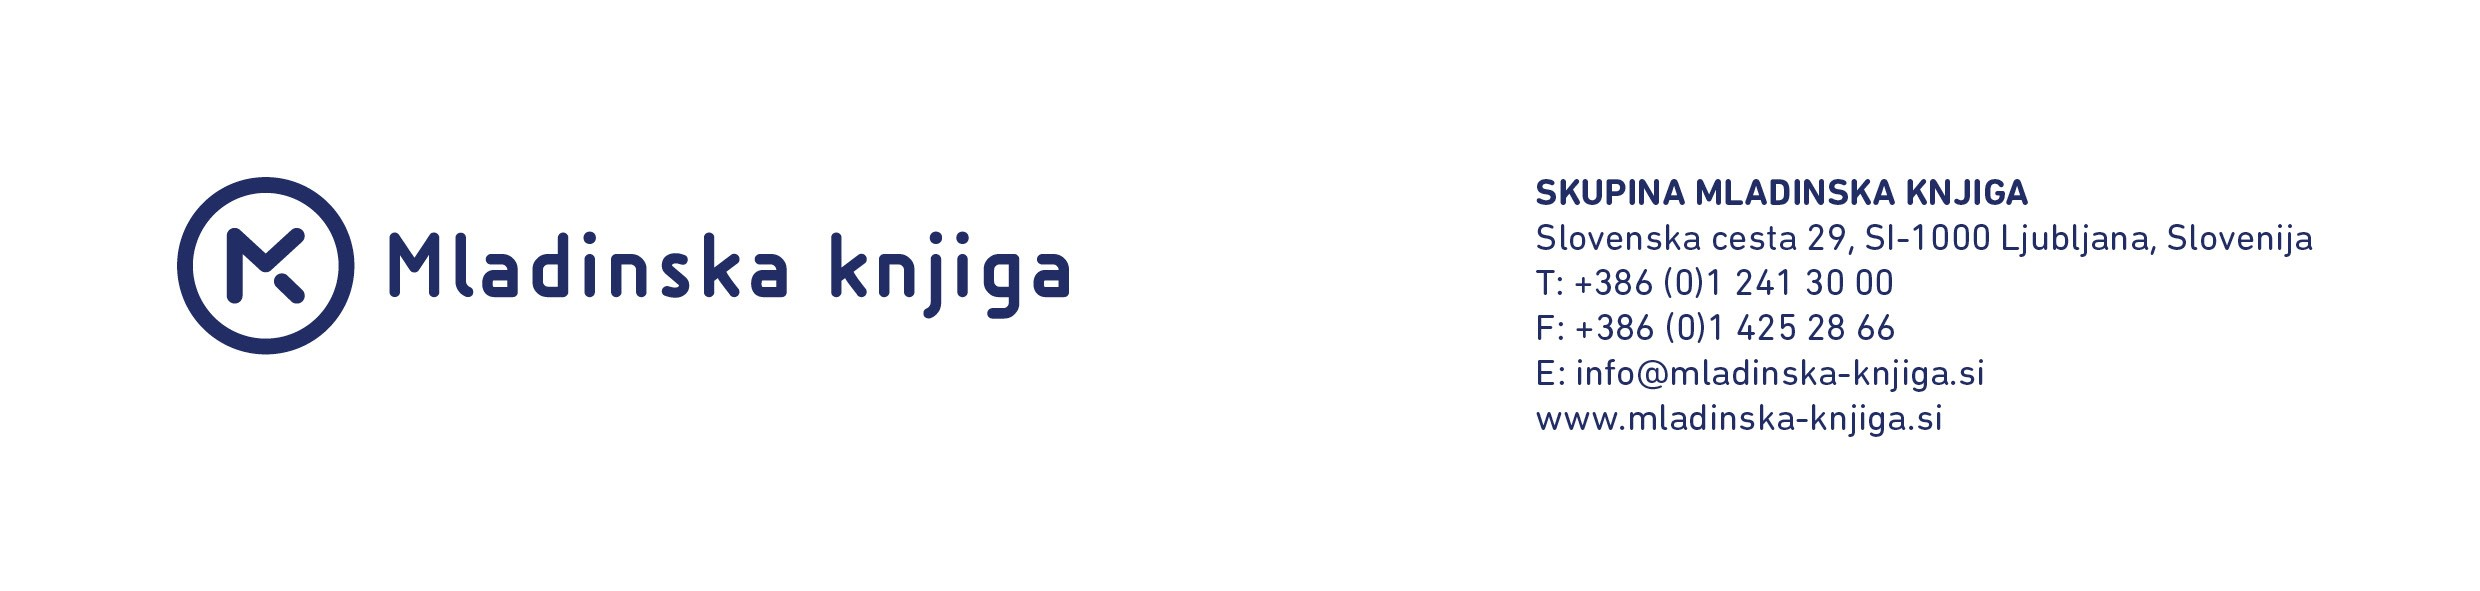 Mladinska knjiga
SKUPINA MLADINSKA KNJIGA
Slovenska cesta 29, SI-1000 Ljubljana, Slovenija
T: +386 (0)1 241 30 00
F: +386 (0)1 425 28 66
E: info@mladinska-knjiga.si
www.mladinska-knjiga.si